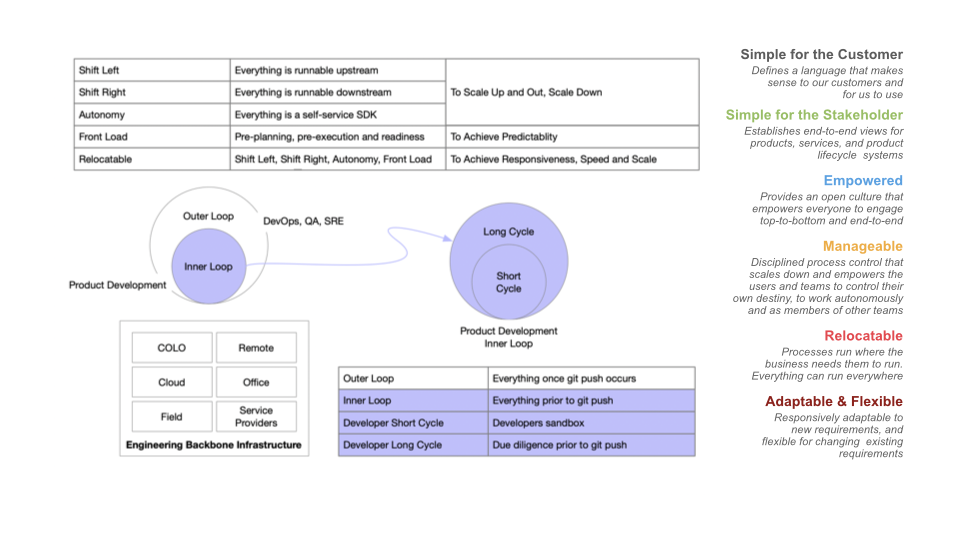 Shift Left
Everything is runnable upstream
Shift Right
Everything is runnable downstream
To Scale Up and Out, Scale Down
Autonomy
Everything is a self-service SDK
Front Load
Pre-planning, pre-execution and readiness
To Achieve Predictablity
Relocatable
Shift Left, Shift Right, Autonomy, Front Load
To Achieve Responsiveness, Speed and Scale
Outer Loop
DevOps, QA, SRE
Inner Loop
Product Development
Long Cycle
Short
Cycle
Product Development
Inner Loop
COLO
Remote
Cloud
Office
Field
Service
Providers
Engineering Backbone Infrastructure
Outer Loop
Everything once git push occurs
Inner Loop
Everything prior to git push
Developer Short Cycle
Developers sandbox
Developer Long Cycle
Due diligence prior to git push
Simple for the Customer
Defines a language that makes
sense to our customers and
for us to use
Simple for the Stakeholder
Establishes end-to-end views for
products, services, and product
lifecycle systems
Empowered
Provides an open culture that
empowers everyone to engage
top-to-bottom and end-to-end
Manageable
Disciplined process control that
scales down and empowers the
users and teams to control their
own destiny, to work autonomously
and as members of other teams
Relocatable
Processes run where the
business needs them to run.
Everything can run everywhere
Adaptable & Flexible
Responsively adaptable to
new requirements, and
flexible for changing existing
requirements